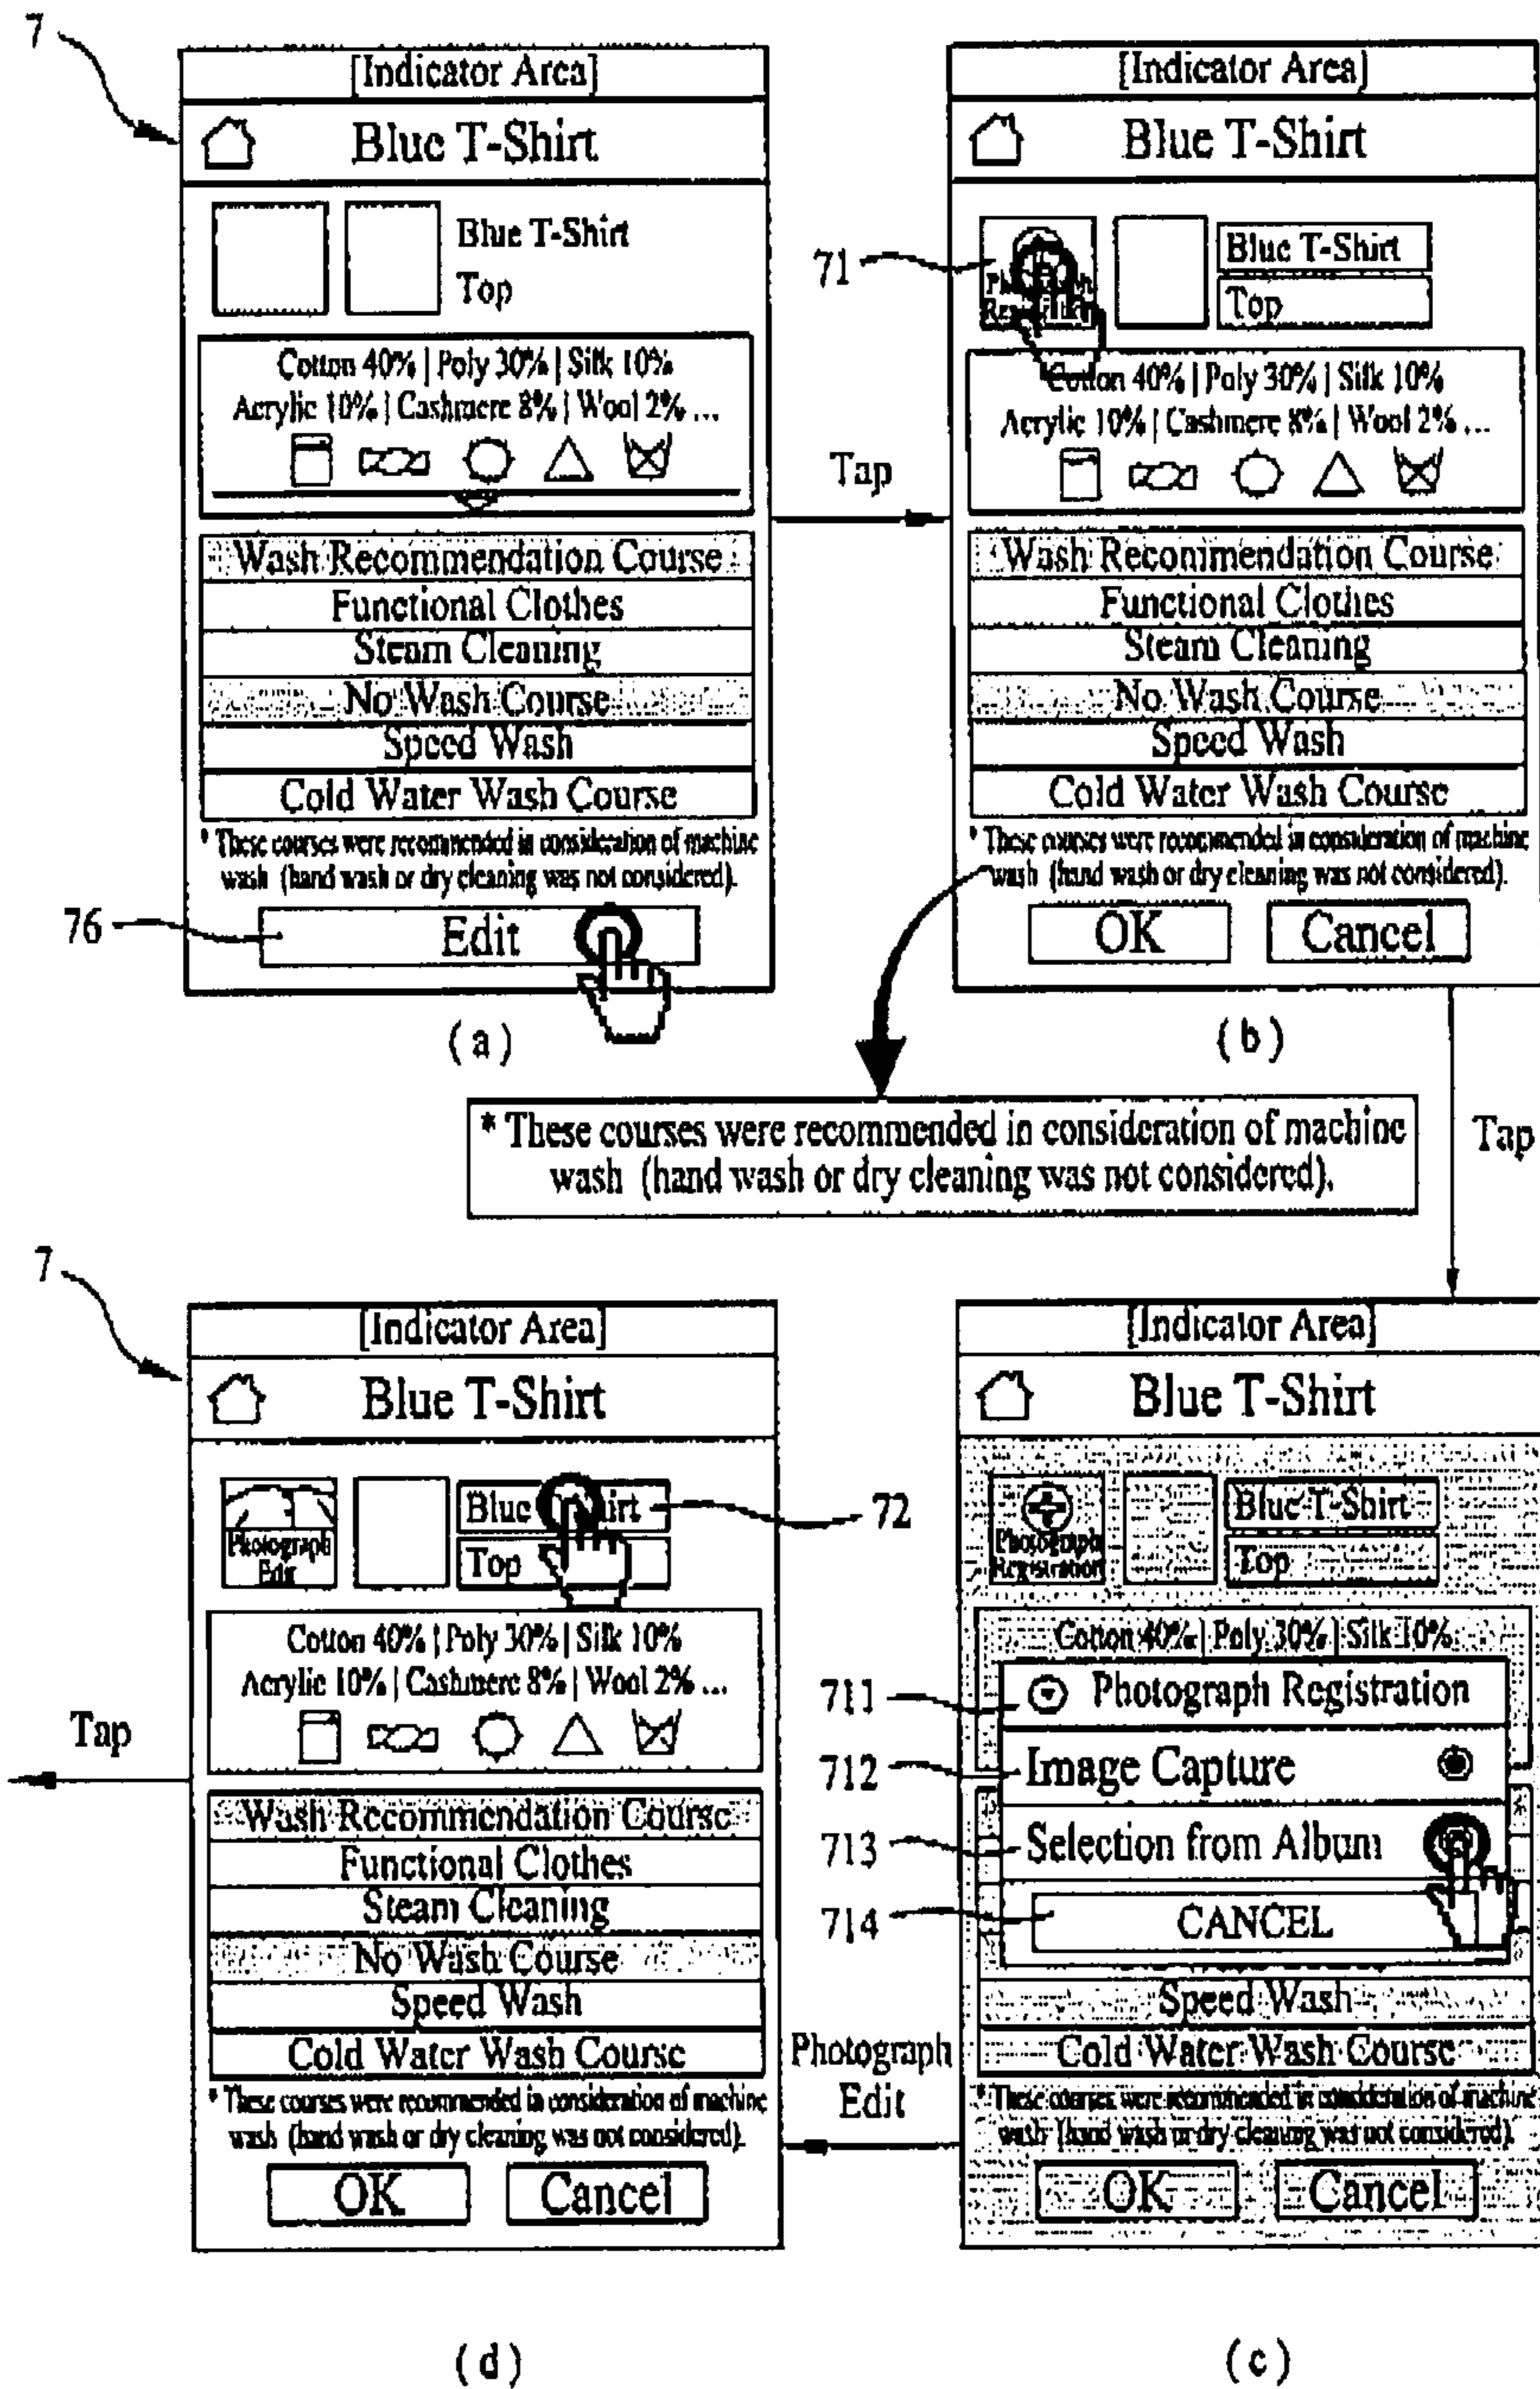 7
[Indicator Area]
Blue T-Shirt
Blue T-Shirt
Top
Cotton 40% | Poly 30% | Silk 10%
Acrylic 10% | Cashmere 8% | Wool 2% ...
Wash Recommendation Course
Functional Clothes
Steam Cleaning
No Wash Course
Speed Wash
Cold Water Wash Course
* These courses were recommended in consideration of machine
wash (hand wash or dry cleaning was not considered).
76
Edit
(a)
Tap
[Indicator Area]
Blue T-Shirt
71
Blue T-Shirt
Top
Cotton 40% | Poly 30% | Silk 10%
Acrylic 10% | Cashmere 8% | Wool 2% ...
Wash Recommendation Course
Functional Clothes
Steam Cleaning
No Wash Course
Speed Wash
Cold Water Wash Course
* These courses were recommended in consideration of machine
wash (hand wash or dry cleaning was not considered).
OK
Cancel
(b)
* These courses were recommended in consideration of machine
wash (hand wash or dry cleaning was not considered).
Tap
7
[Indicator Area]
Blue T-Shirt
Photograph
Edit
Blue T-Shirt
72
Top
Cotton 40% | Poly 30% | Silk 10%
Acrylic 10% | Cashmere 8% | Wool 2% ...
Tap
Wash Recommendation Course
Functional Clothes
Steam Cleaning
No Wash Course
Speed Wash
Cold Water Wash Course
* These courses were recommended in consideration of machine
wash (hand wash or dry cleaning was not considered).
OK
Cancel
(d)
Photograph
Edit
[Indicator Area]
Blue T-Shirt
Photograph
Registration
Blue T-Shirt
Top
Cotton 40% | Poly 30% | Silk 10%
711
Photograph Registration
712
Image Capture
713
Selection from Album
714
CANCEL
Speed Wash
Cold Water Wash Course
* These courses were recommended in consideration of machine
wash (hand wash or dry cleaning was not considered).
OK
Cancel
(c)